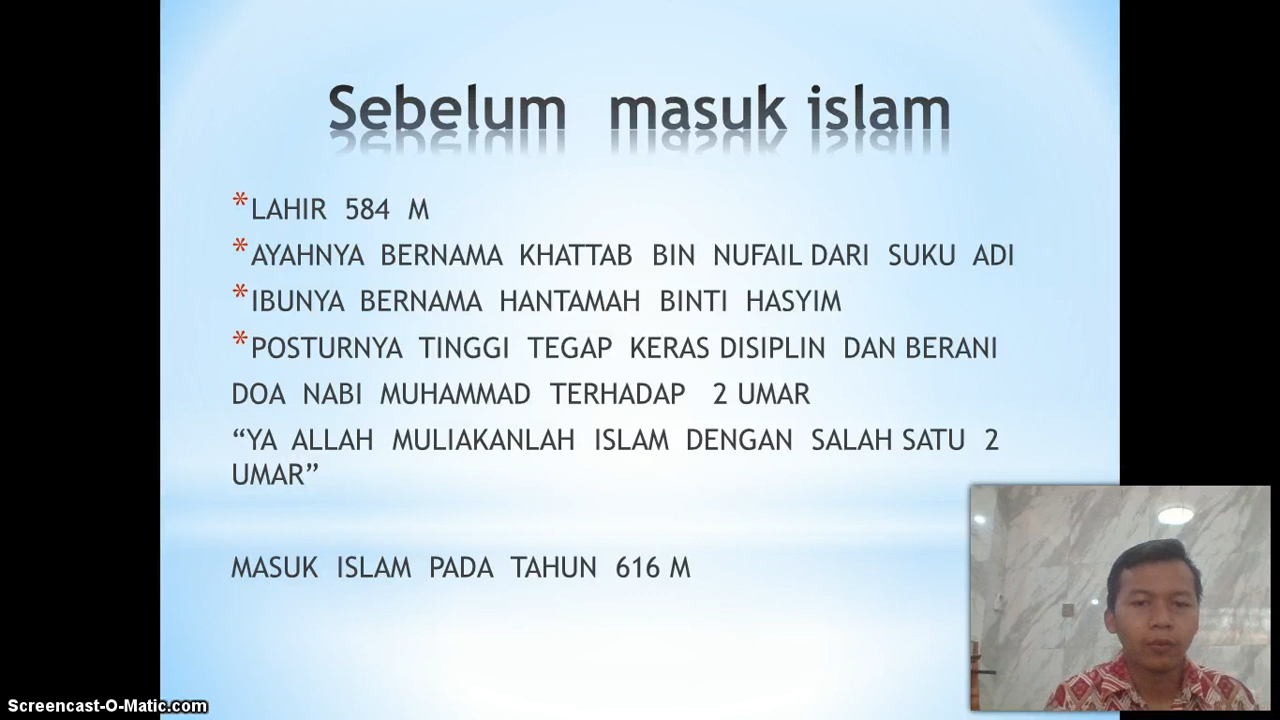 Sebelum masuk islam
*LAHIR 584 M
*AYAHNYA BERNAMA KHATTAB BIN NUFAIL DARI SUKU ADI
*IBUNYA BERNAMA HANTAMAH BINTI HASYIM
*POSTURNYA TINGGI TEGAP KERAS DISIPLIN DAN BERANI
DOA NABI MUHAMMAD TERHADAP 2 UMAR
“YA ALLAH MULIAKANLAH ISLAM DENGAN SALAH SATU 2
UMAR”
MASUK ISLAM PADA TAHUN 616 M
Screencast-O-Matic.com